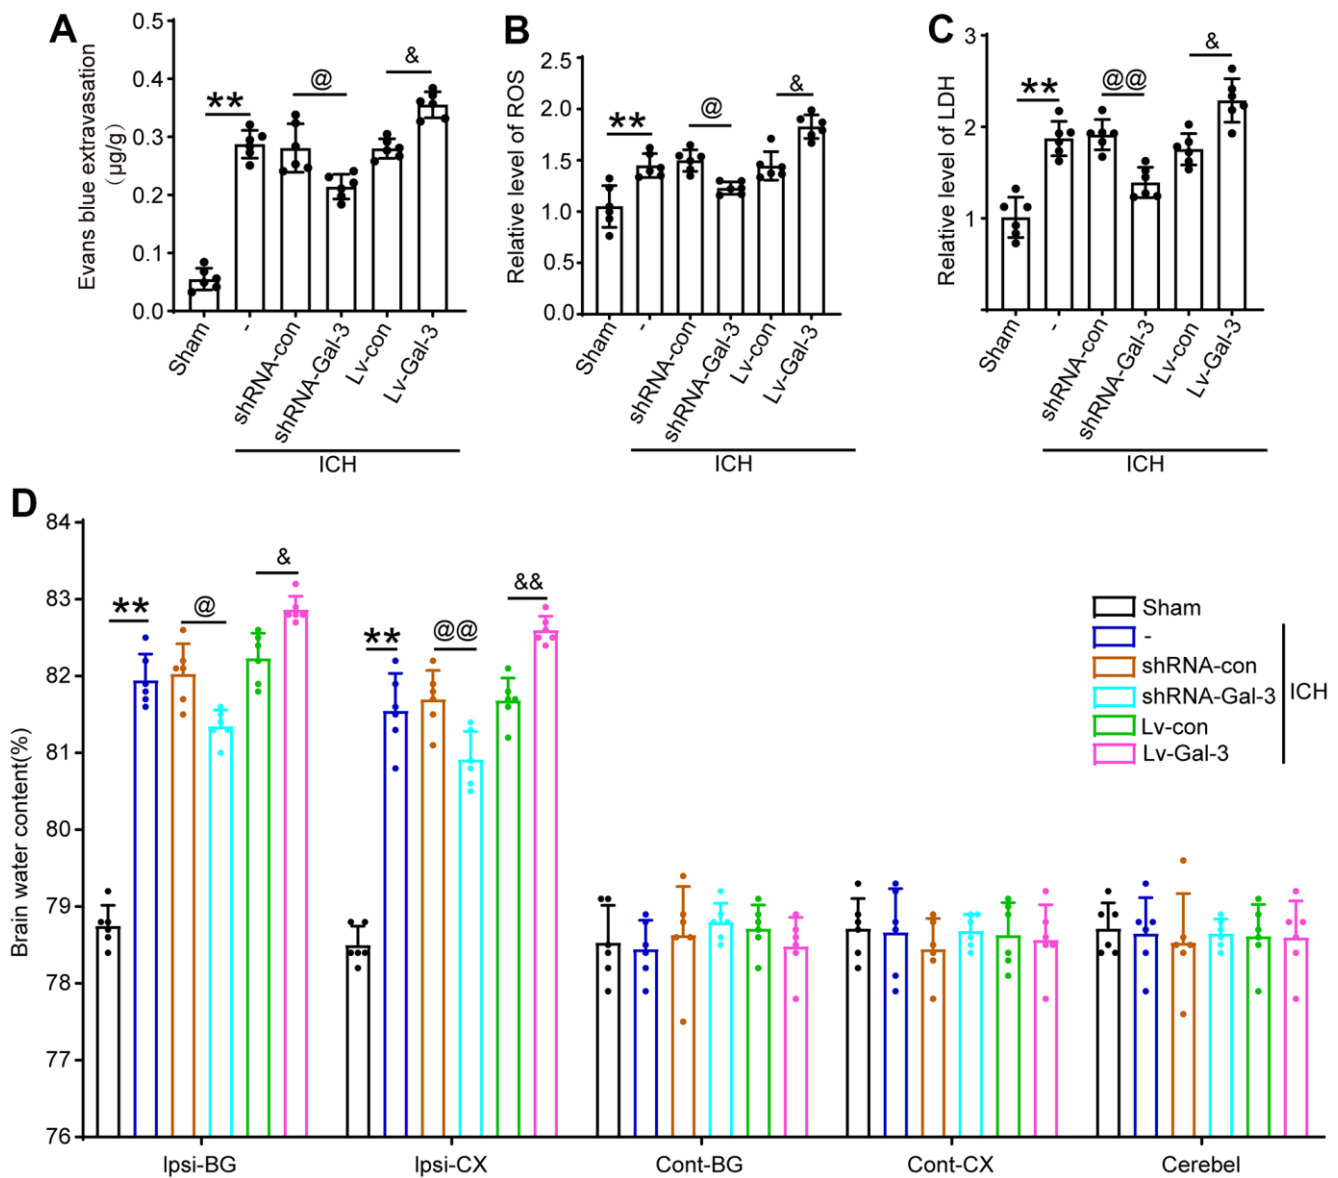 A
Evans blue extravasation
(μg/g)
0.5
0.4
0.3
0.2
0.1
0.0
**
@
&
Sham
-
shRNA-con
shRNA-Gal-3
Lv-con
Lv-Gal-3
ICH
B
Relative level of ROS
2.5
2.0
1.5
1.0
0.5
0.0
**
@
&
Sham
-
shRNA-con
shRNA-Gal-3
Lv-con
Lv-Gal-3
ICH
C
Relative level of LDH
3
2
1
**
@@
&
Sham
-
shRNA-con
shRNA-Gal-3
Lv-con
Lv-Gal-3
ICH
D
Brain water content(%)
84
83
82
81
80
79
78
77
76
**
@
&
**
@@
&&
Ipsi-BG
Ipsi-CX
Cont-BG
Cont-CX
Cerebel
Sham
-
shRNA-con
shRNA-Gal-3
Lv-con
Lv-Gal-3
ICH